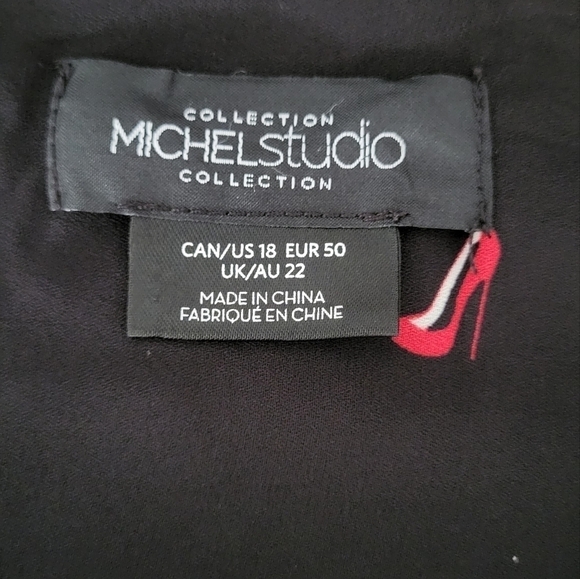 COLLECTION
MICHELstudio
COLLECTION
CAN/US 18 EUR 50
UK/AU 22
MADE IN CHINA
FABRIQUÉ EN CHINE